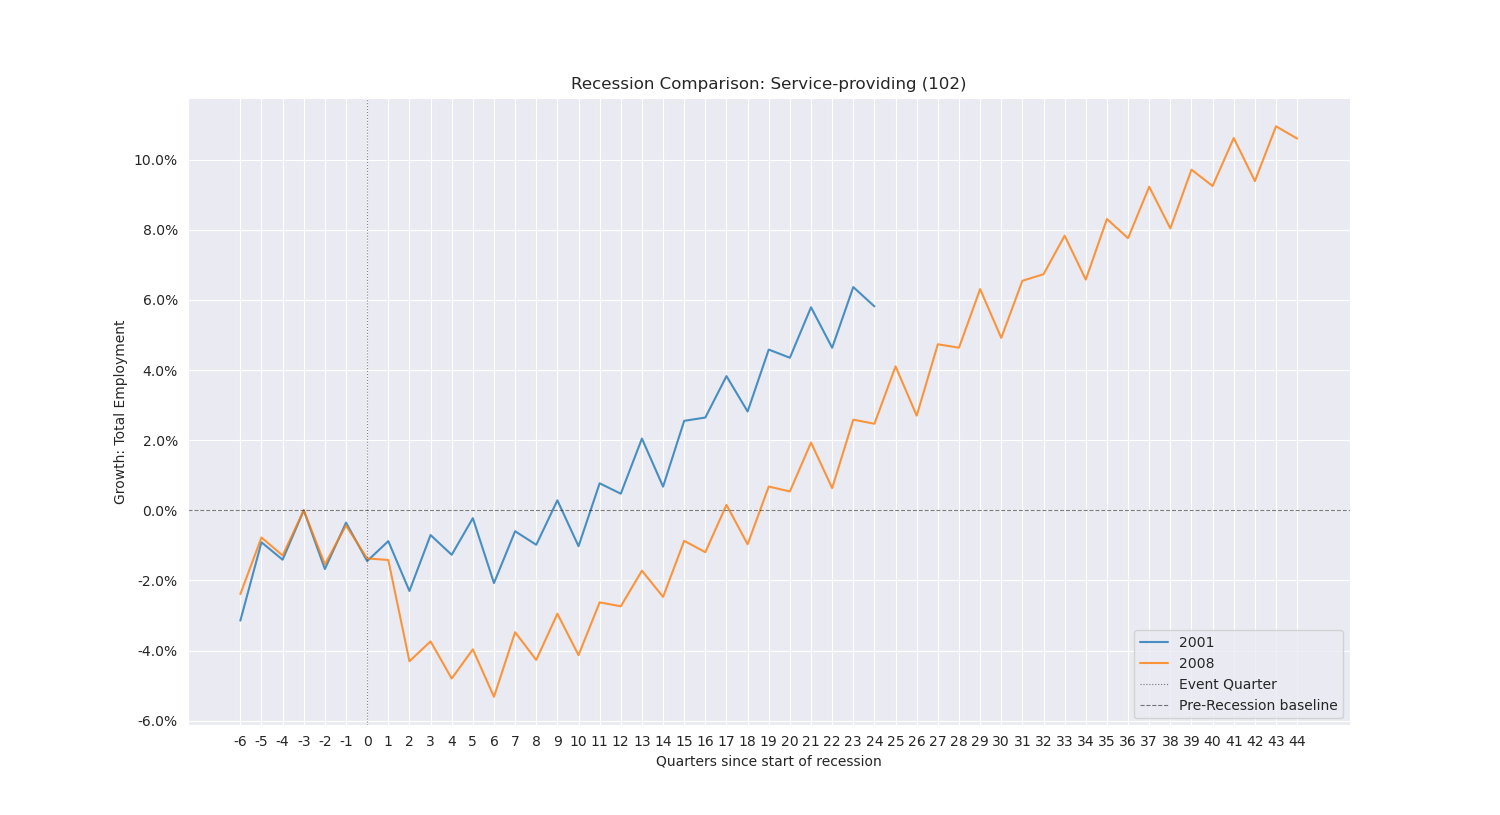 Recession Comparison: Service-providing (102)
Growth: Total Employment
10.0%
8.0%
6.0%
4.0%
2.0%
0.0%
-2.0%
-4.0%
-6.0%
-6 -5 -4 -3 -2 -1 0 1 2 3 4 5 6 7 8 9 10 11 12 13 14 15 16 17 18 19 20 21 22 23 24 25 26 27 28 29 30 31 32 33 34 35 36 37 38 39 40 41 42 43 44
Quarters since start of recession
2001
2008
Event Quarter
Pre-Recession baseline